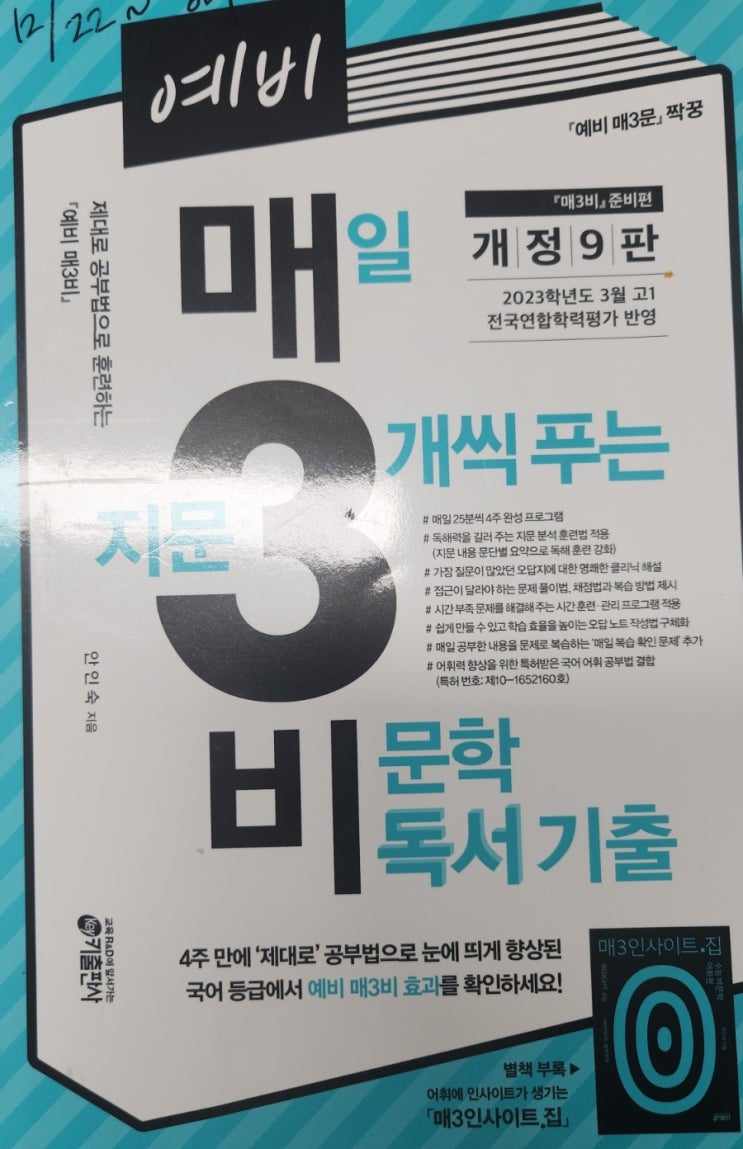 12/22~
예비
『예비 매3문』 짝꿍
제대로 공부법으로 훈련하는
『예비 매3비』
『매3비』 준비편
개정9판
2023학년도 3월 고1
전국연합학력평가 반영
매일
지문 3개씩 푸는
# 매일 25분씩 4주 완성 프로그램
# 독해력을 길러 주는 지문 분석 훈련법 적용
(지문 내용 문단별 요약으로 독해 훈련 강화)
# 가장 질문이 많았던 오답지에 대한 명쾌한 클리닉 해설
# 접근이 달라야 하는 문제 풀이법, 채점법과 복습 방법 제시
# 시간 부족 문제를 해결해 주는 시간 훈련·관리 프로그램 적용
# 쉽게 만들 수 있고 학습 효율을 높이는 오답 노트 작성법 구체화
# 매일 공부한 내용을 문제로 복습하는 '매일 복습 확인 문제' 추가
# 어휘력 향상을 위한 특허받은 국어 어휘 공부법 결합
(특허 번호: 제10-1652160호)
안인숙 지음
비문학
독서 기출
교육 R&D에 앞서가는
Key 키출판사
4주 만에 '제대로' 공부법으로 눈에 띄게 향상된
국어 등급에서 예비 매3비 효과를 확인하세요!
매3인사이트.집
수능 비문학
어휘편
별책 부록 ▶
어휘에 인사이트가 생기는
「매3인사이트.집」